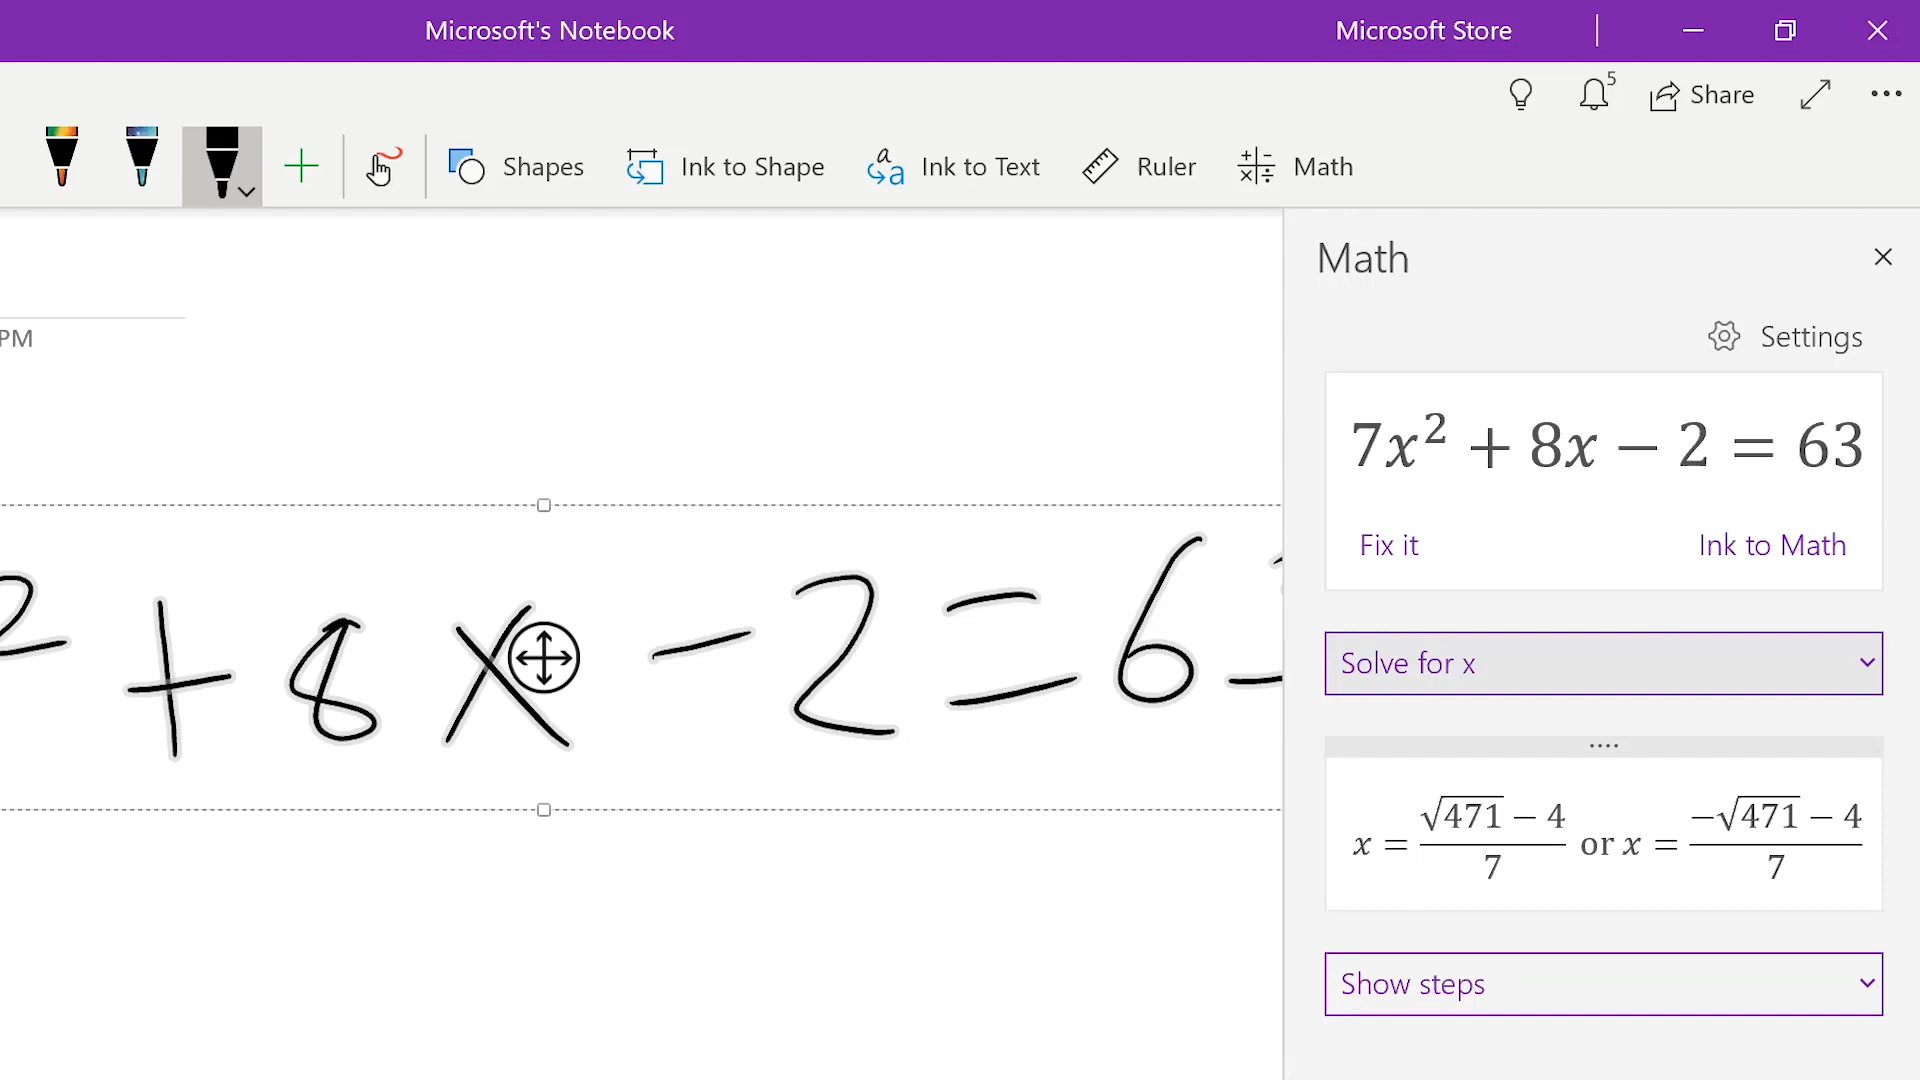 Microsoft's Notebook
Microsoft Store
5
Share
Shapes
Ink to Shape
Ink to Text
Ruler
Math
Math
PM
Settings
7x² + 8x − 2 = 63
Fix it
Ink to Math
² + 8x - 2 = 6
Solve for x
x = (√471 − 4)/7 or x = (−√471 − 4)/7
Show steps